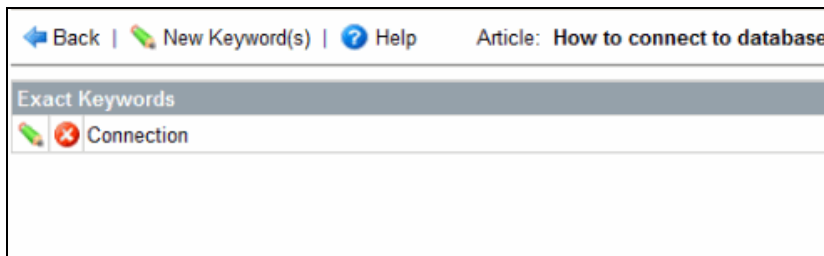 Back | New Keyword(s) | Help Article: How to connect to database
Exact Keywords
Connection